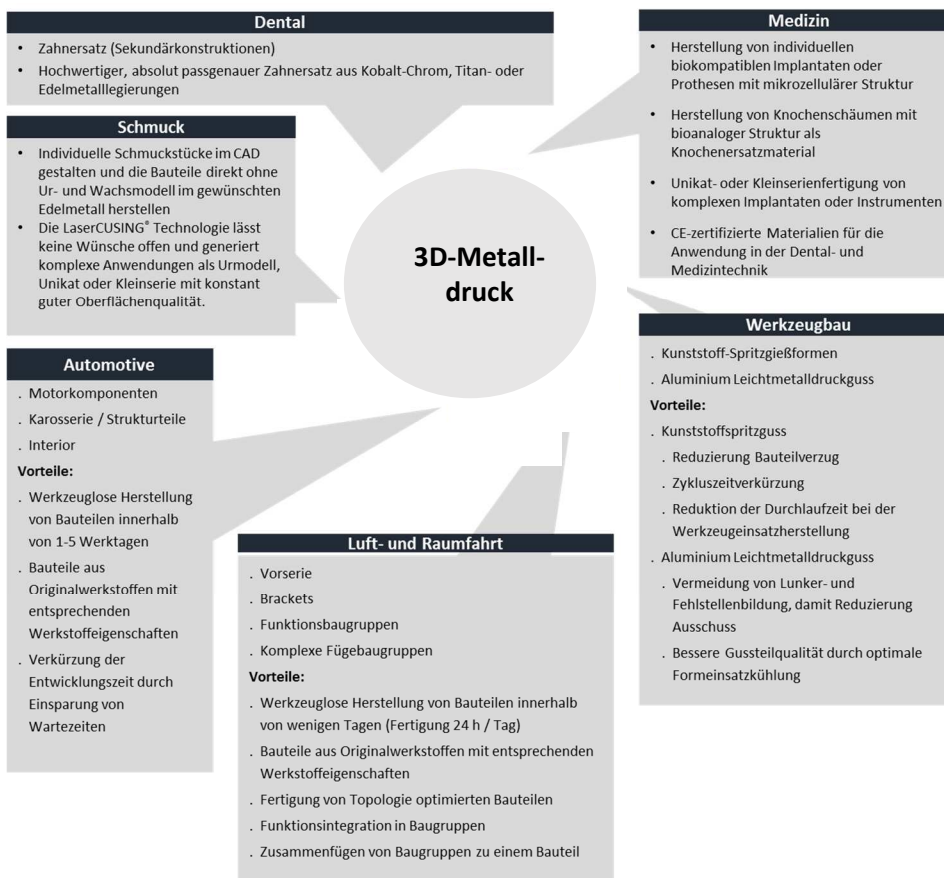 Dental
• Zahnersatz (Sekundärkonstruktionen)
• Hochwertiger, absolut passgenauer Zahnersatz aus Kobalt-Chrom, Titan- oder
Edelmetalllegierungen
Medizin
• Herstellung von individuellen
biokompatiblen Implantaten oder
Prothesen mit mikrozellulärer Struktur
• Herstellung von Knochenschäumen mit
bioanaloger Struktur als
Knochenersatzmaterial
• Unikat- oder Kleinserienfertigung von
komplexen Implantaten oder Instrumenten
• CE-zertifizierte Materialien für die
Anwendung in der Dental- und
Medizintechnik
Schmuck
• Individuelle Schmuckstücke im CAD
gestalten und die Bauteile direkt ohne
Ur- und Wachsmodell im gewünschten
Edelmetall herstellen
• Die LaserCUSING® Technologie lässt
keine Wünsche offen und generiert
komplexe Anwendungen als Urmodell,
Unikat oder Kleinserie mit konstant
guter Oberflächenqualität.
3D-Metall-
druck
Werkzeugbau
. Kunststoff-Spritzgießformen
. Aluminium Leichtmetalldruckguss
Vorteile:
. Kunststoffspritzguss
. Reduzierung Bauteilverzug
. Zykluszeitverkürzung
. Reduktion der Durchlaufzeit bei der
Werkzeugeinsatzherstellung
. Aluminium Leichtmetalldruckguss
. Vermeidung von Lunker- und
Fehlstellenbildung, damit Reduzierung
Ausschuss
. Bessere Gussteilqualität durch optimale
Formeinsatzkühlung
Automotive
. Motorkomponenten
. Karosserie / Strukturteile
. Interior
Vorteile:
. Werkzeuglose Herstellung
von Bauteilen innerhalb
von 1-5 Werktagen
. Bauteile aus
Originalwerkstoffen mit
entsprechenden
Werkstoffeigenschaften
. Verkürzung der
Entwicklungszeit durch
Einsparung von
Wartezeiten
Luft- und Raumfahrt
. Vorserie
. Brackets
. Funktionsbaugruppen
. Komplexe Fügebaugruppen
Vorteile:
. Werkzeuglose Herstellung von Bauteilen innerhalb
von wenigen Tagen (Fertigung 24 h / Tag)
. Bauteile aus Originalwerkstoffen mit entsprechenden
Werkstoffeigenschaften
. Fertigung von Topologie optimierten Bauteilen
. Funktionsintegration in Baugruppen
. Zusammenfügen von Baugruppen zu einem Bauteil